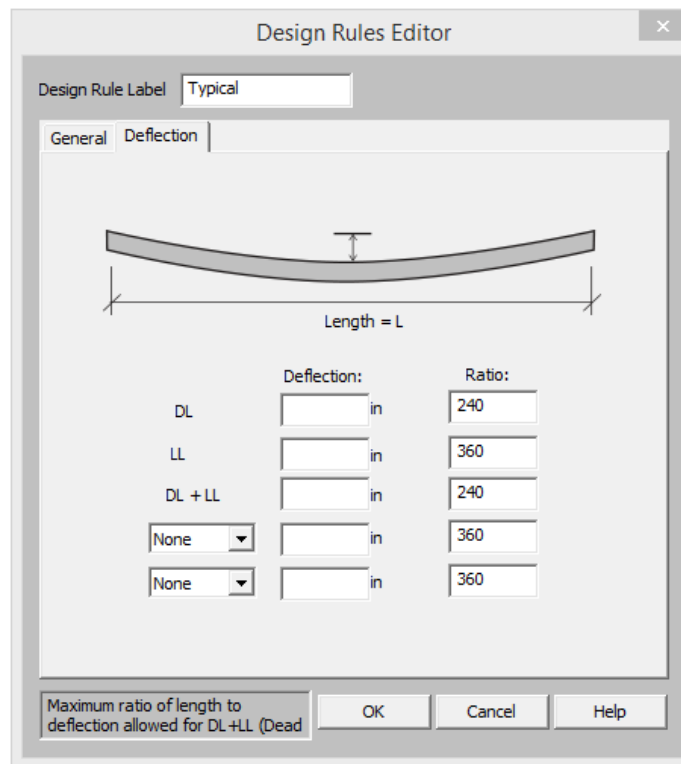 Design Rules Editor
Design Rule Label Typical
General Deflection
Length = L
Deflection: Ratio:
DL in 240
LL in 360
DL + LL in 240
None in 360
None in 360
Maximum ratio of length to
deflection allowed for DL+LL (Dead
OK Cancel Help